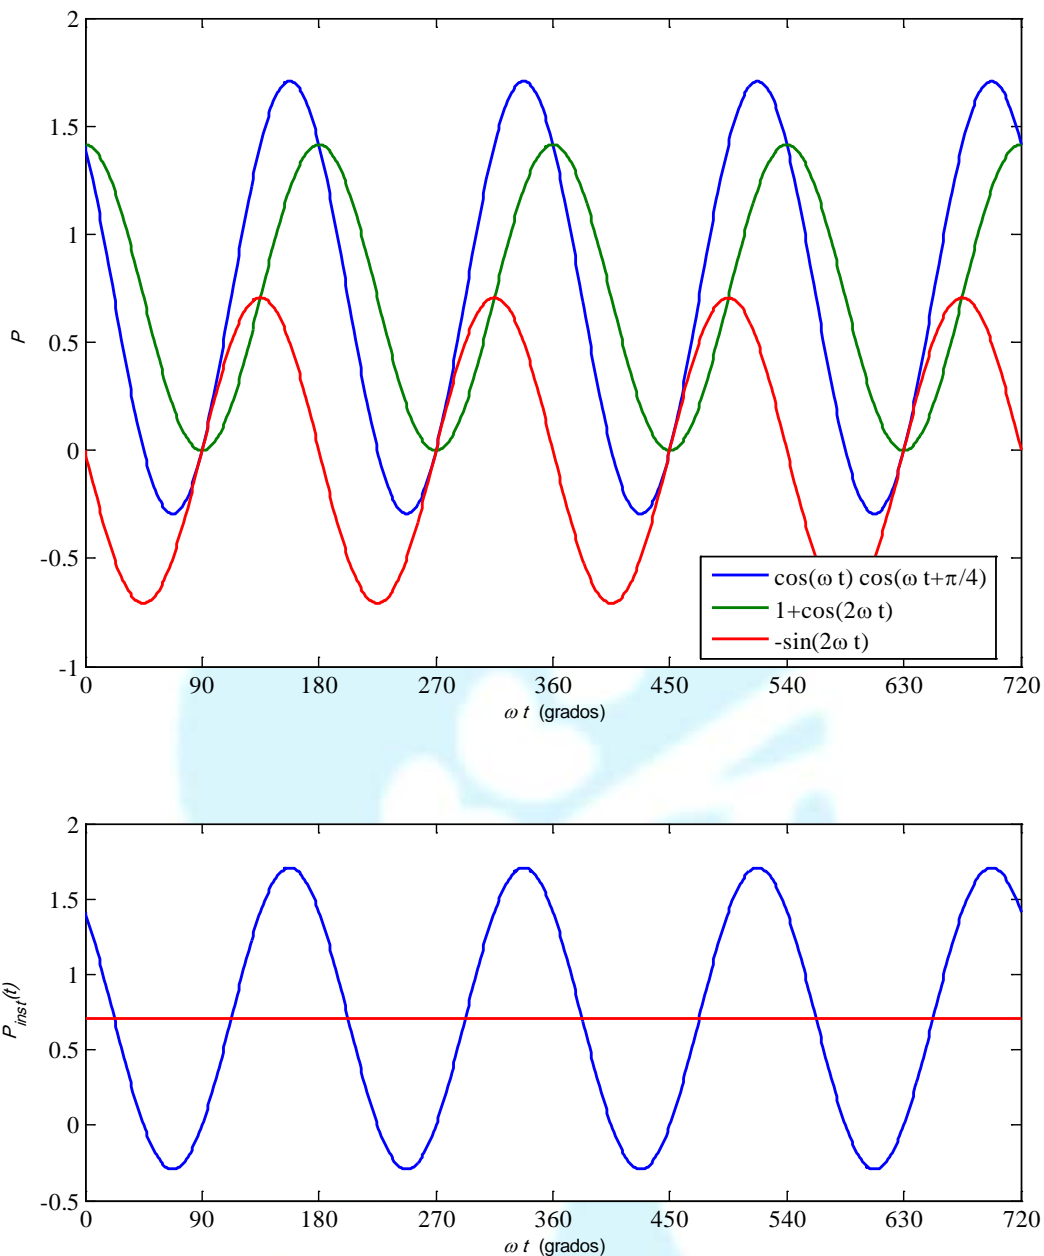 2
1.5
1
0.5
0
-0.5
-1
P
cos(ω t) cos(ω t+π/4)
1+cos(2ω t)
-sin(2ω t)
0 90 180 270 360 450 540 630 720
ω t (grados)
2
1.5
1
0.5
0
-0.5
P_inst(t)
0 90 180 270 360 450 540 630 720
ω t (grados)